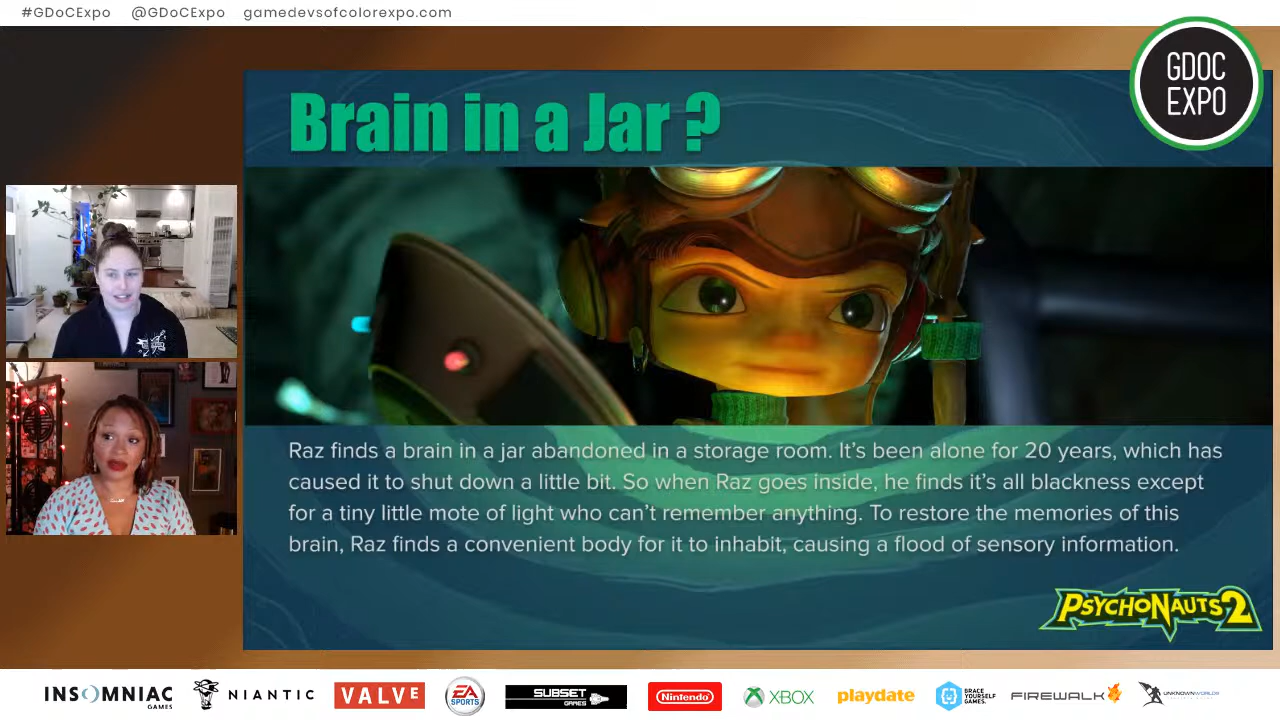 #GDoCExpo @GDoCExpo gamedevsofcolorexpo.com
GDOC
EXPO
Brain in a Jar ?
Raz finds a brain in a jar abandoned in a storage room. It's been alone for 20 years, which has
caused it to shut down a little bit. So when Raz goes inside, he finds it's all blackness except
for a tiny little mote of light who can't remember anything. To restore the memories of this
brain, Raz finds a convenient body for it to inhabit, causing a flood of sensory information.
PSYCHONAUTS 2
INSOMNIAC
GAMES
NIANTIC
VALVE
EA
SPORTS
SUBSET
GAMES
Nintendo
XBOX
playdate
BRACE
YOURSELF
GAMES.
FIREWALK
UNKNOWN WORLDS